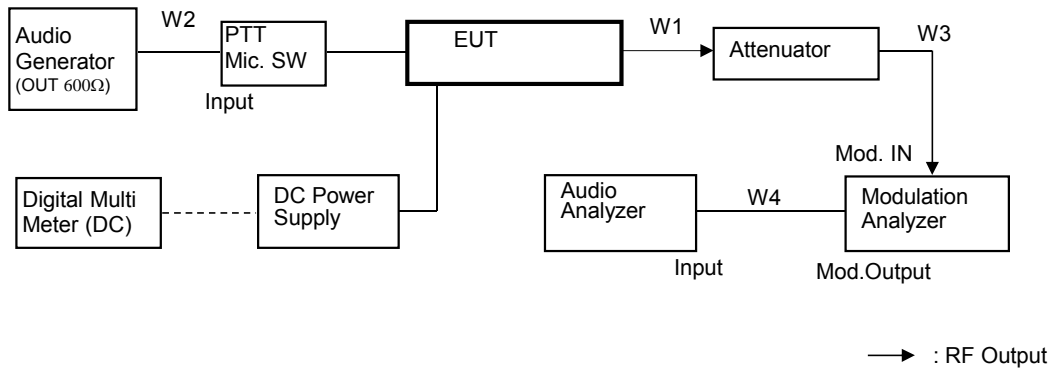 Audio
Generator
(OUT 600Ω)
W2
PTT
Mic. SW
Input
EUT
W1
Attenuator
W3
Mod. IN
Digital Multi
Meter (DC)
DC Power
Supply
Audio
Analyzer
Input
W4
Modulation
Analyzer
Mod.Output
: RF Output